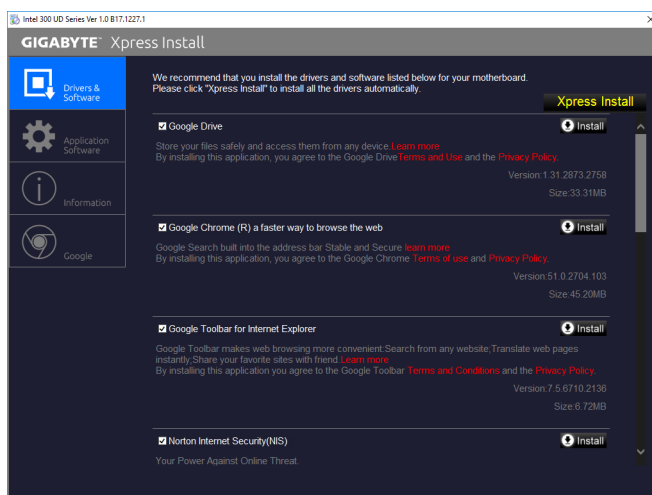 Intel 300 UD Series Ver 1.0 B17.1227.1
GIGABYTE™ Xpress Install
Drivers &
Software
Application
Software
Information
Google
We recommend that you install the drivers and software listed below for your motherboard.
Please click "Xpress Install" to install all the drivers automatically.
Xpress Install
Google Drive
Install
Store your files safely and access them from any device.Learn more
By installing this application, you agree to the Google DriveTerms and Use and the Privacy Policy.
Version:1.31.2873.2758
Size:33.31MB
Google Chrome (R) a faster way to browse the web
Install
Google Search built into the address bar Stable and Secure learn more
By installing this application, you agree to the Google Chrome Terms of use and Privacy Policy.
Version:51.0.2704.103
Size:45.20MB
Google Toolbar for Internet Explorer
Install
Google Toolbar makes web browsing more convenient:Search from any website;Translate web pages
instantly;Share your favorite sites with friend.Learn more
By installing this application you agree to the Google Toolbar Terms and Conditions and the Privacy Policy.
Version:7.5.6710.2136
Size:6.72MB
Norton Internet Security(NIS)
Install
Your Power Against Online Threat.